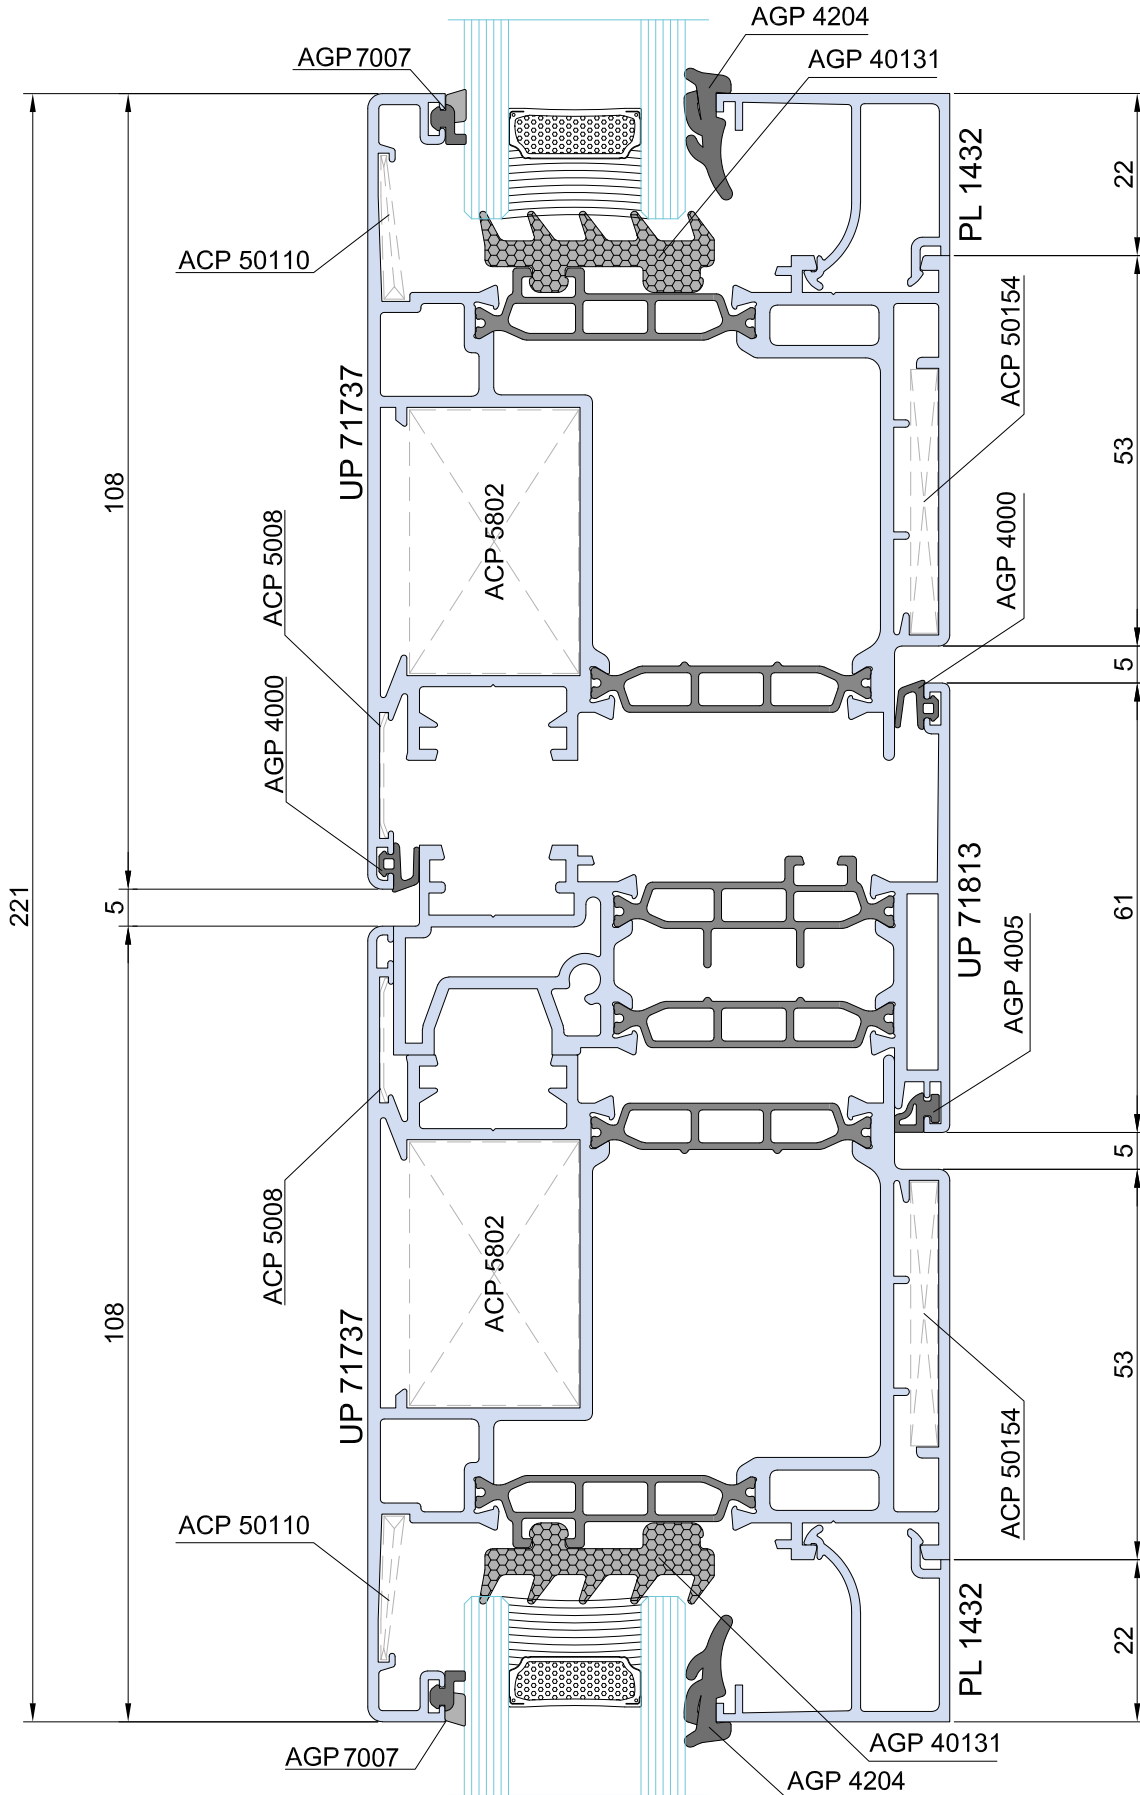 AGP 4204
AGP 7007
AGP 40131
PL 1432
22
ACP 50110
ACP 50154
UP 71737
53
108
ACP 5008
ACP 5802
AGP 4000
5
AGP 4000
221
5
UP 71813
61
AGP 4005
5
ACP 5008
ACP 5802
108
UP 71737
53
ACP 50154
ACP 50110
PL 1432
22
AGP 7007
AGP 40131
AGP 4204